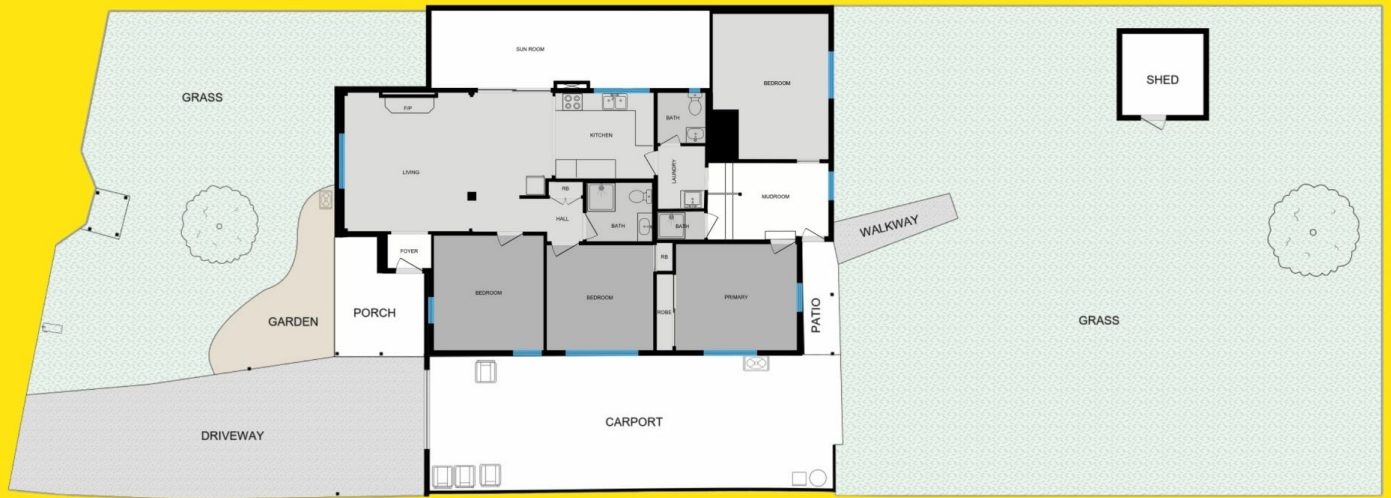 SUN ROOM
BEDROOM
SHED
GRASS
F/P
BATH
KITCHEN
LIVING
LAUNDRY
RB
MUDROOM
HALL
BATH
BATH
WALKWAY
FOYER
RB
BEDROOM
BEDROOM
PRIMARY
ROBE
PORCH
PATIO
GARDEN
GRASS
CARPORT
DRIVEWAY